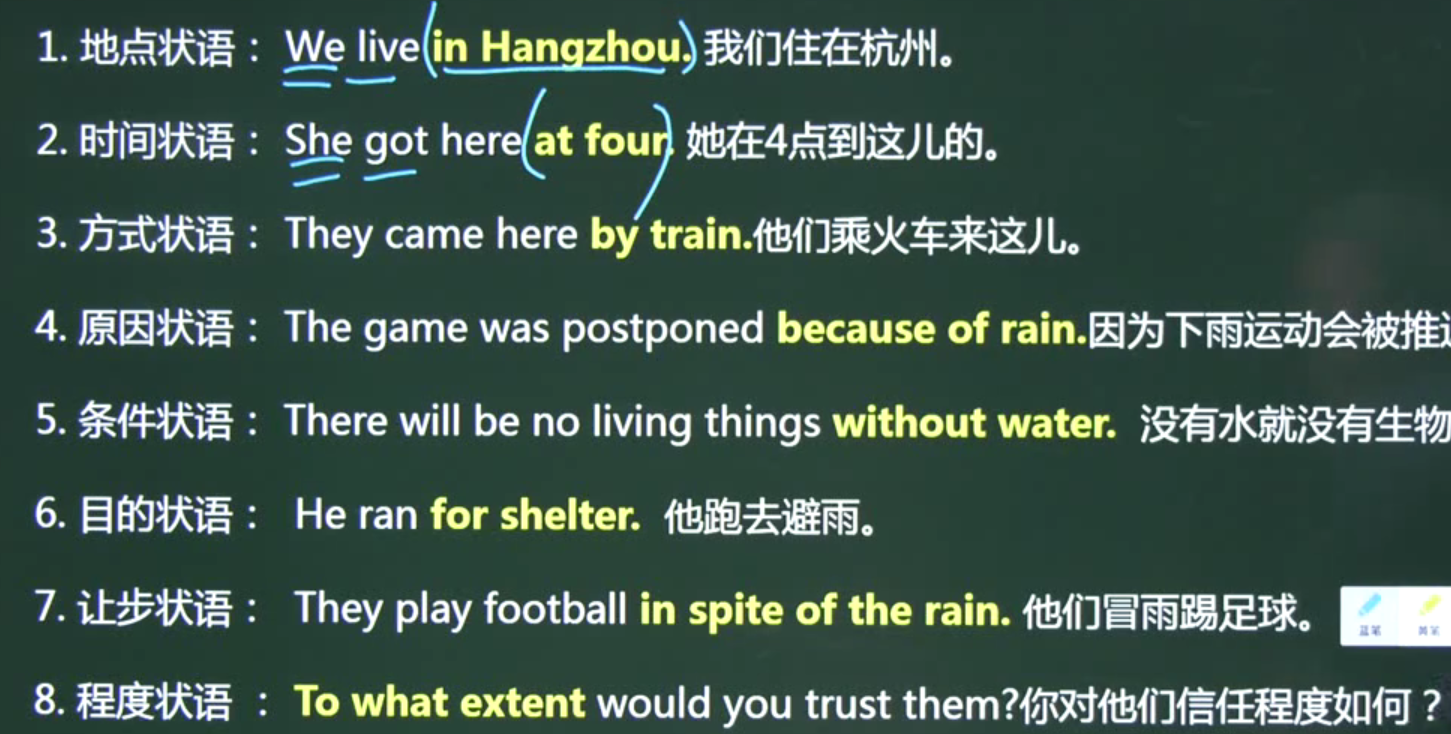 1. 地点状语： We live in Hangzhou. 我们住在杭州。
2. 时间状语： She got here at four. 她在4点到这儿的。
3. 方式状语： They came here by train.他们乘火车来这儿。
4. 原因状语： The game was postponed because of rain.因为下雨运动会被推
5. 条件状语： There will be no living things without water. 没有水就没有生物
6. 目的状语： He ran for shelter. 他跑去避雨。
7. 让步状语： They play football in spite of the rain. 他们冒雨踢足球。
蓝笔 黄笔
8. 程度状语 ： To what extent would you trust them?你对他们信任程度如何？